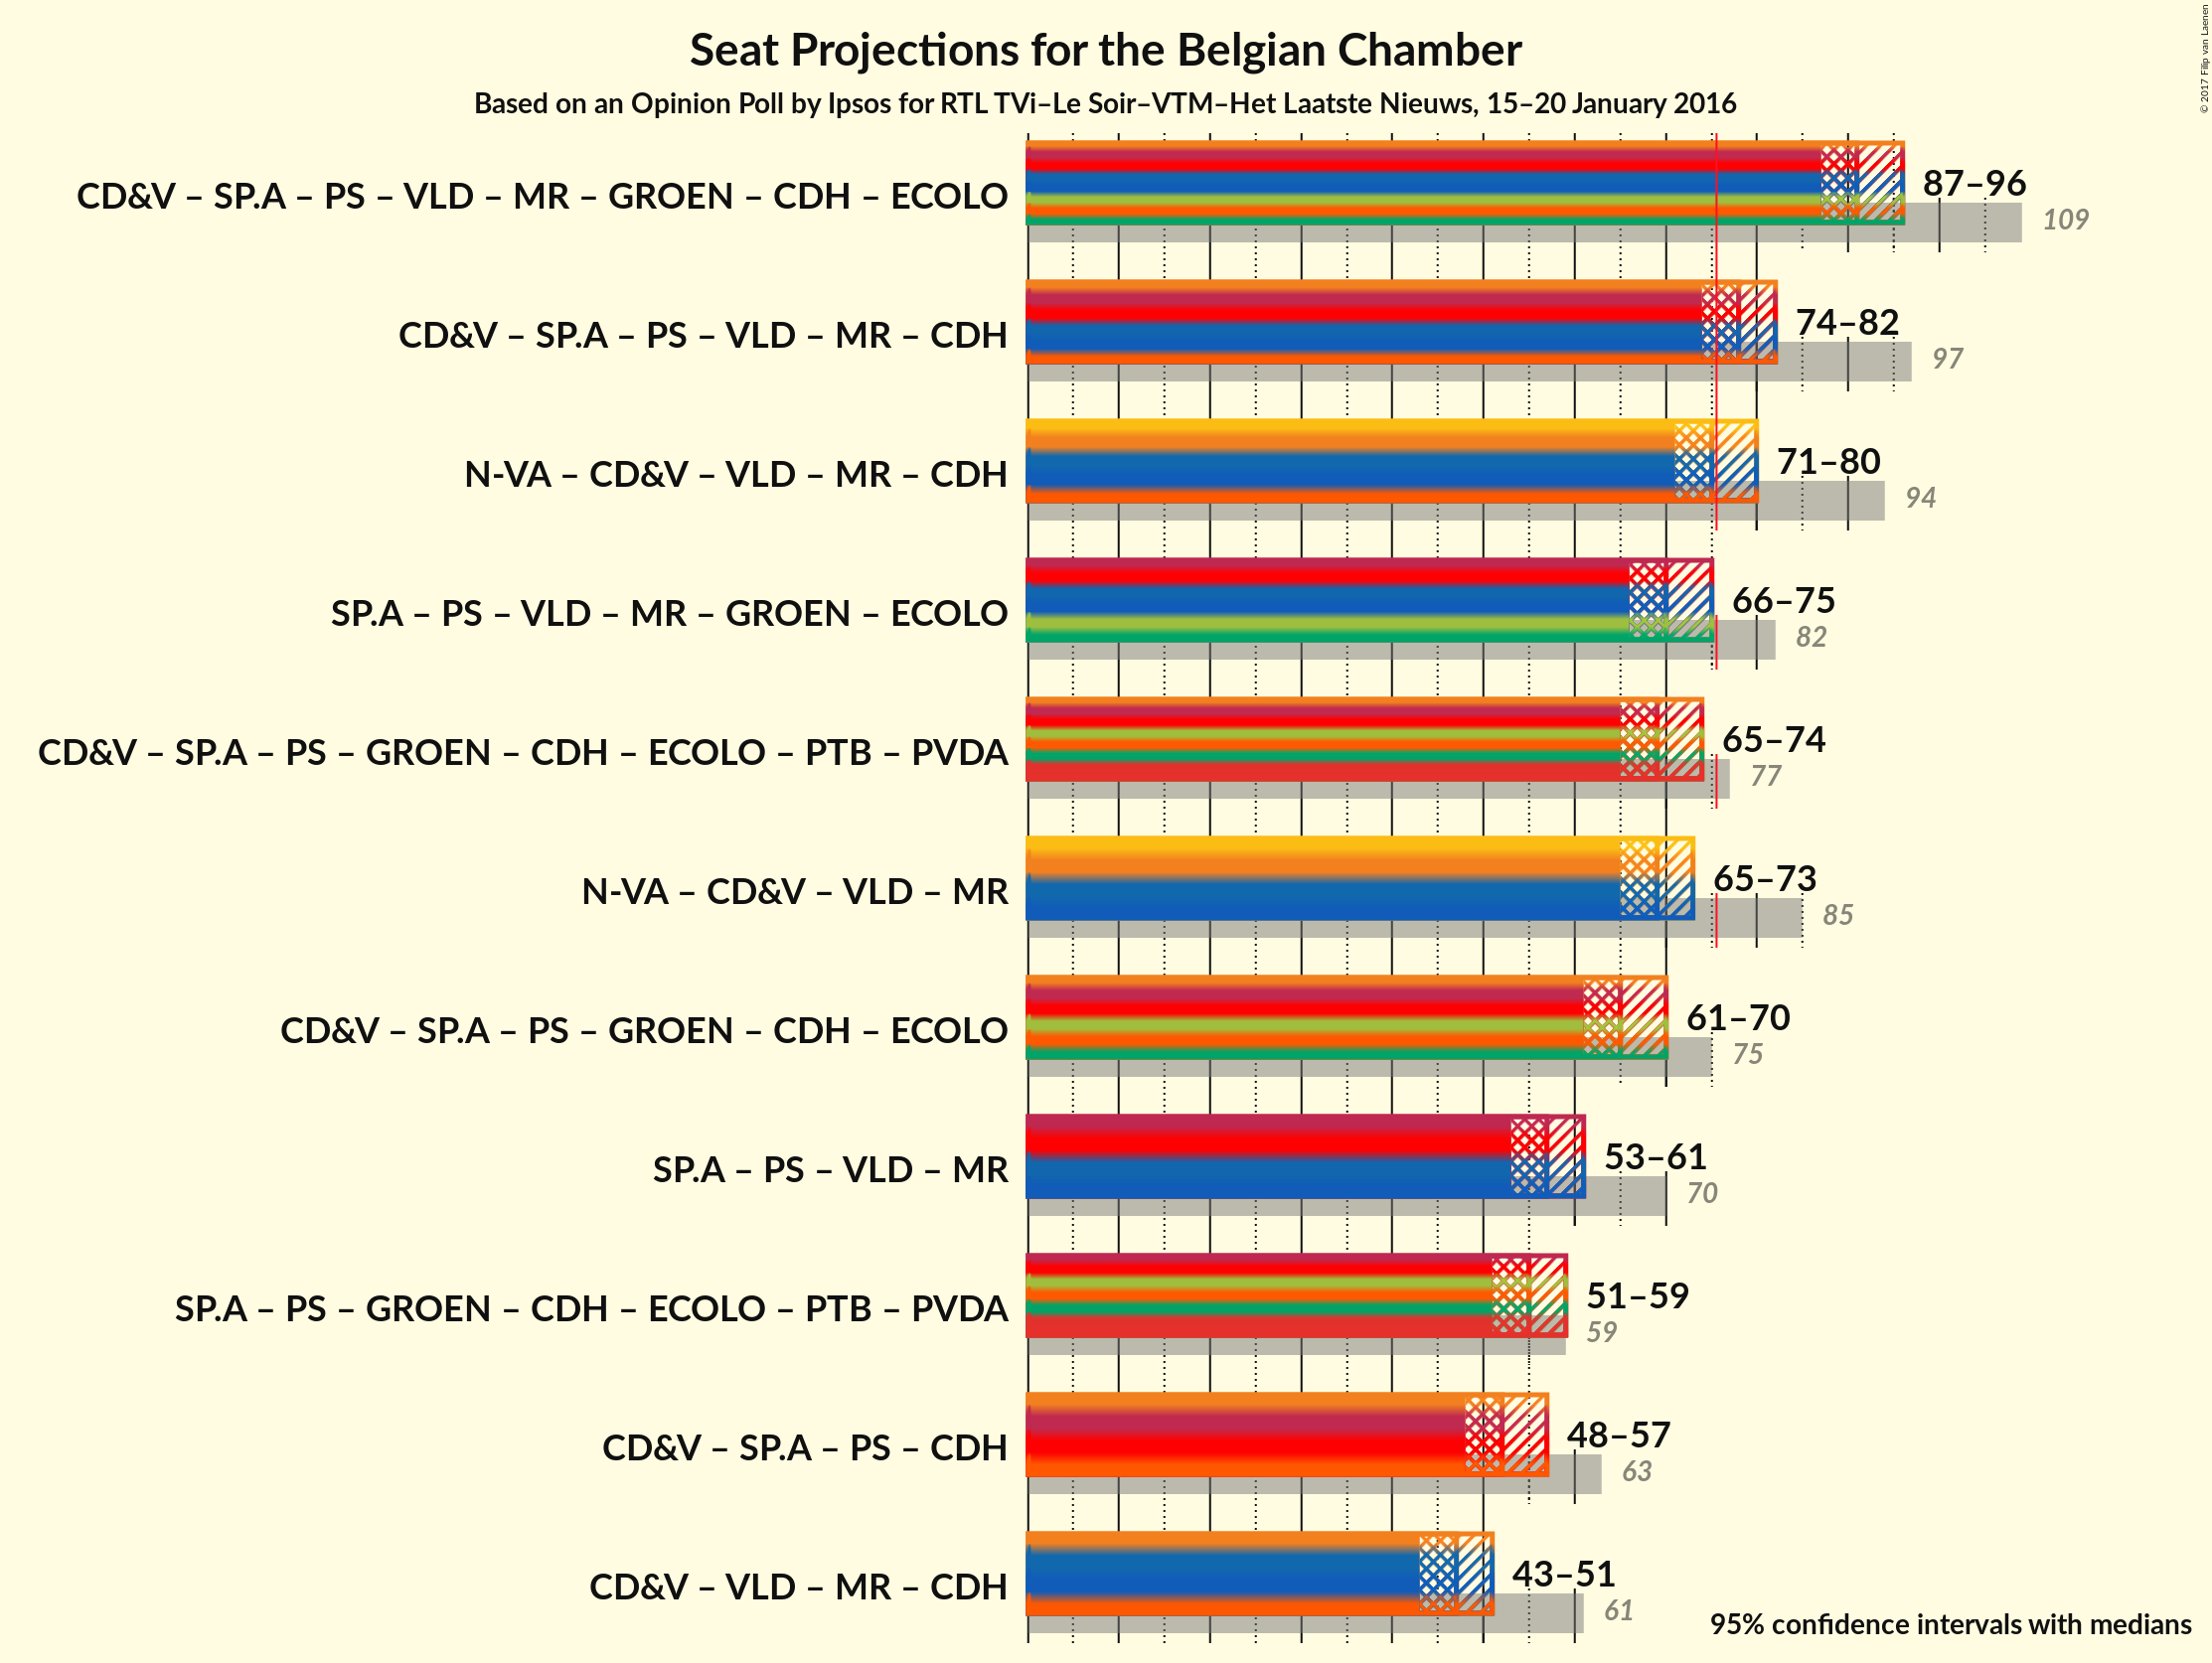 Seat Projections for the Belgian Chamber
Based on an Opinion Poll by Ipsos for RTL TVi–Le Soir–VTM–Het Laatste Nieuws, 15–20 January 2016
© 2017 Filip van Laenen
CD&V – SP.A – PS – VLD – MR – GROEN – CDH – ECOLO
87–96
109
CD&V – SP.A – PS – VLD – MR – CDH
74–82
97
N-VA – CD&V – VLD – MR – CDH
71–80
94
SP.A – PS – VLD – MR – GROEN – ECOLO
66–75
82
CD&V – SP.A – PS – GROEN – CDH – ECOLO – PTB – PVDA
65–74
77
N-VA – CD&V – VLD – MR
65–73
85
CD&V – SP.A – PS – GROEN – CDH – ECOLO
61–70
75
SP.A – PS – VLD – MR
53–61
70
SP.A – PS – GROEN – CDH – ECOLO – PTB – PVDA
51–59
59
CD&V – SP.A – PS – CDH
48–57
63
CD&V – VLD – MR – CDH
43–51
61
95% confidence intervals with medians